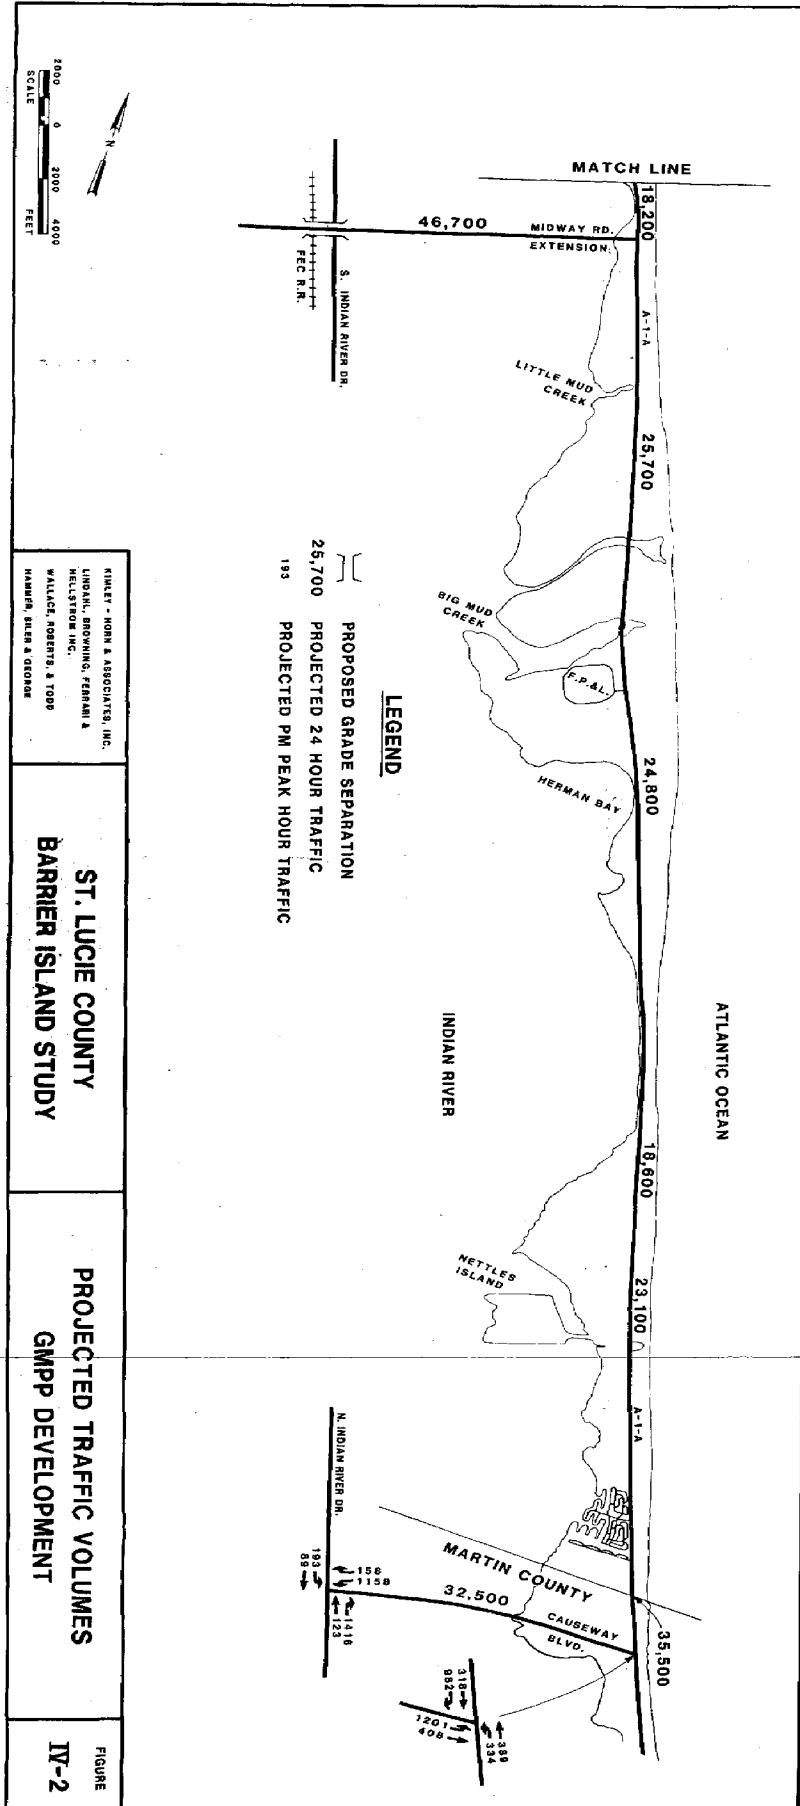 MATCH LINE
18,200
46,700
MIDWAY RD.
EXTENSION
A-1-A
S. INDIAN RIVER DR.
FEC R.R.
LITTLE MUD
CREEK
25,700
BIG MUD
CREEK
F.P.&L.
24,800
HERMAN BAY
ATLANTIC OCEAN
INDIAN RIVER
18,600
NETTLES
ISLAND
23,100
A-1-A
MARTIN COUNTY
35,500
32,500
CAUSEWAY
BLVD.
N. INDIAN RIVER DR.
158
1158
193
89
1416
123
318
982
389
334
1201
408
LEGEND
PROPOSED GRADE SEPARATION
25,700 PROJECTED 24 HOUR TRAFFIC
193 PROJECTED PM PEAK HOUR TRAFFIC
N
2000 0 2000 4000
SCALE FEET
KIMLEY - HORN & ASSOCIATES, INC.
LINDAHL, BROWNING, FERRARI &
HELLSTROM INC.
WALLACE, ROBERTS, & TODD
HAMMER, SILER & GEORGE
ST. LUCIE COUNTY
BARRIER ISLAND STUDY
PROJECTED TRAFFIC VOLUMES
GMPP DEVELOPMENT
FIGURE
IV-2